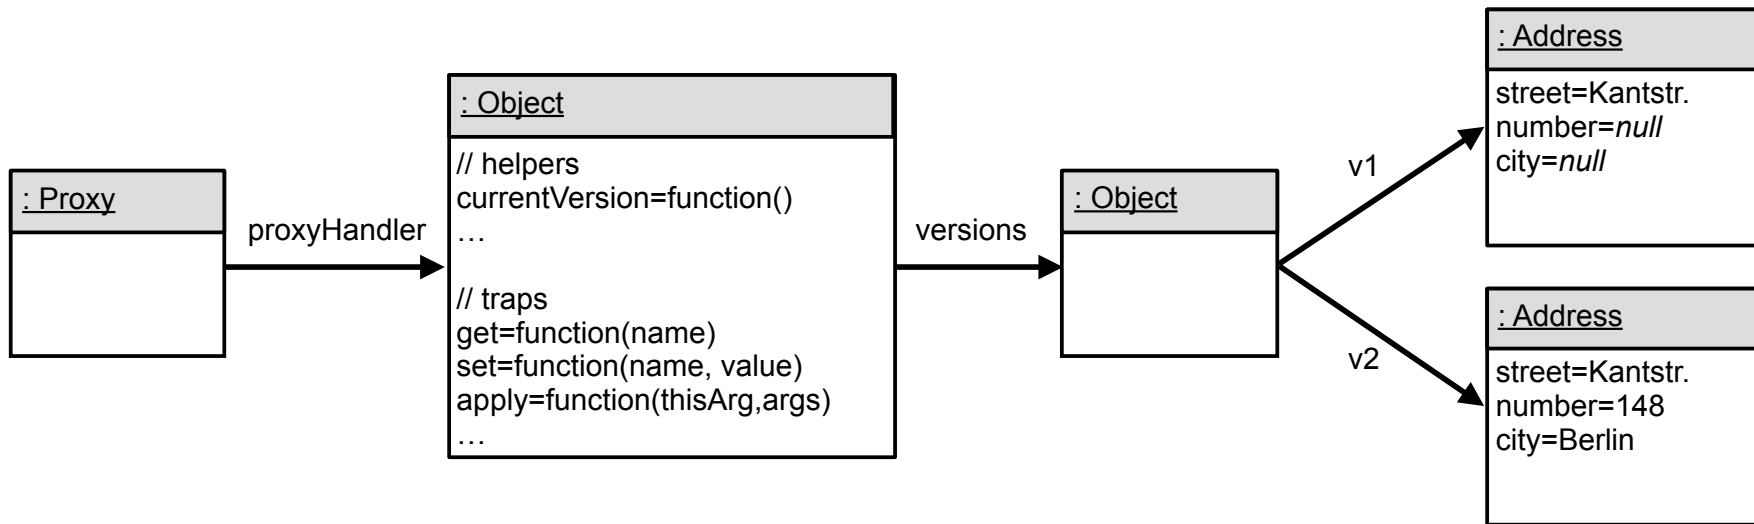 : Proxy
proxyHandler
: Object
// helpers
currentVersion=function()
…
// traps
get=function(name)
set=function(name, value)
apply=function(thisArg,args)
…
versions
: Object
v1
v2
: Address
street=Kantstr.
number=null
city=null
: Address
street=Kantstr.
number=148
city=Berlin